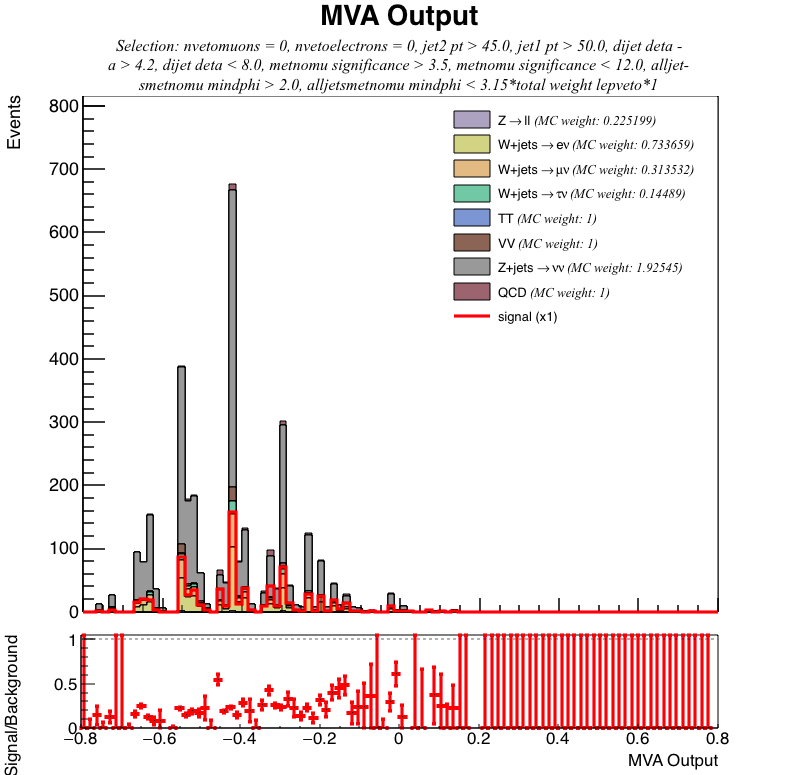 MVA Output
Selection: nvetomuons = 0, nvetoelectrons = 0, jet2 pt > 45.0, jet1 pt > 50.0, dijet deta -
a > 4.2, dijet deta < 8.0, metnomu significance > 3.5, metnomu significance < 12.0, alljet-
smetnomu mindphi > 2.0, alljetsmetnomu mindphi < 3.15*total weight lepveto*1
Events
800
700
600
500
400
300
200
100
0
Z→ll (MC weight: 0.225199)
W+jets→eν (MC weight: 0.733659)
W+jets→μν (MC weight: 0.313532)
W+jets→τν (MC weight: 0.14489)
TT (MC weight: 1)
VV (MC weight: 1)
Z+jets→νν (MC weight: 1.92545)
QCD (MC weight: 1)
signal (x1)
Signal/Background
1
0.5
0
−0.8 −0.6 −0.4 −0.2 0 0.2 0.4 0.6 0.8
MVA Output